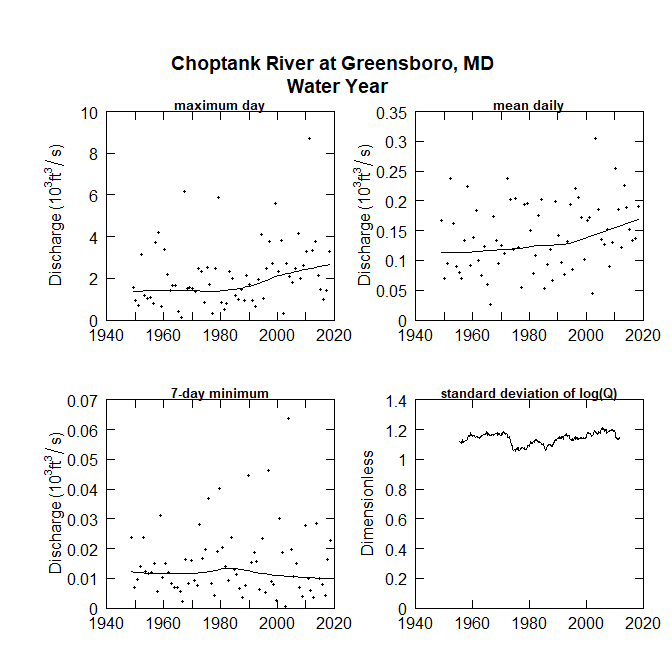 Choptank River at Greensboro, MD
Water Year
maximum day
Discharge (10³ft³/ s)
10
8
6
4
2
0
1940 1960 1980 2000 2020
mean daily
Discharge (10³ft³/ s)
0.35
0.3
0.25
0.2
0.15
0.1
0.05
0
1940 1960 1980 2000 2020
7-day minimum
Discharge (10³ft³/ s)
0.07
0.06
0.05
0.04
0.03
0.02
0.01
0
1940 1960 1980 2000 2020
standard deviation of log(Q)
Dimensionless
1.4
1.2
1
0.8
0.6
0.4
0.2
0
1940 1960 1980 2000 2020